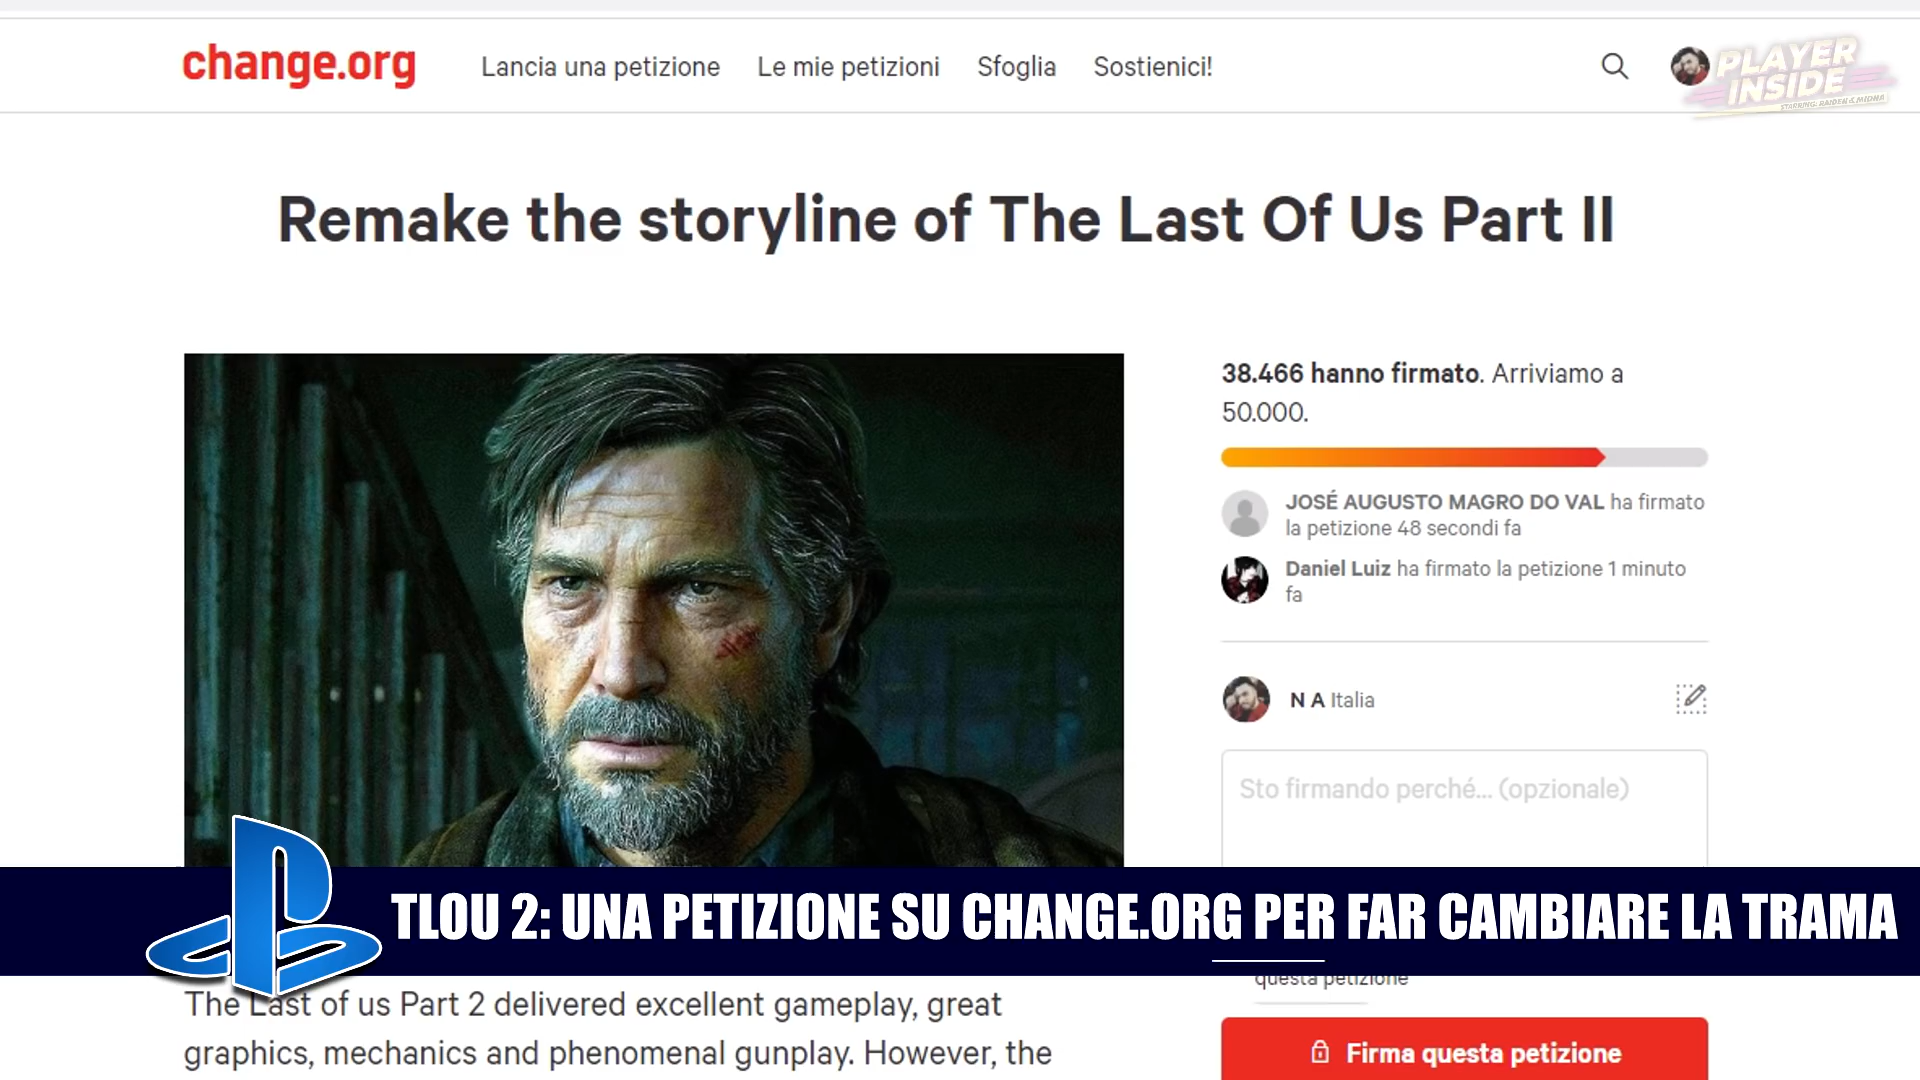 change.org
Lancia una petizione
Le mie petizioni
Sfoglia
Sostienici!
PLAYER
INSIDE
STARRING: RAIDEN & MIDNA
Remake the storyline of The Last Of Us Part II
38.466 hanno firmato. Arriviamo a
50.000.
JOSÉ AUGUSTO MAGRO DO VAL ha firmato
la petizione 48 secondi fa
Daniel Luiz ha firmato la petizione 1 minuto
fa
N A Italia
Sto firmando perché... (opzionale)
TLOU 2: UNA PETIZIONE SU CHANGE.ORG PER FAR CAMBIARE LA TRAMA
questa petizione
The Last of us Part 2 delivered excellent gameplay, great
graphics, mechanics and phenomenal gunplay. However, the
Firma questa petizione